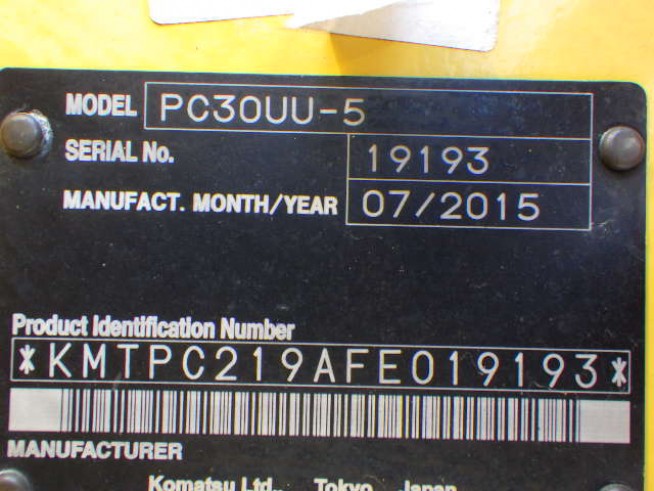 MODEL PC30UU-5
SERIAL No. 19193
MANUFACT. MONTH/YEAR 07/2015
Product Identification Number
*KMTPC219AFE019193*
MANUFACTURER
Komatsu Ltd., Tokyo, Japan